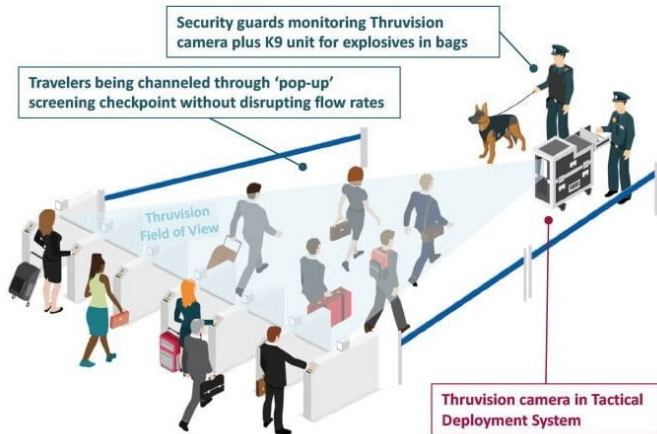 Security guards monitoring Thruvision
camera plus K9 unit for explosives in bags
Travelers being channeled through ‘pop-up’
screening checkpoint without disrupting flow rates
Thruvision
Field of View
Thruvision camera in Tactical
Deployment System